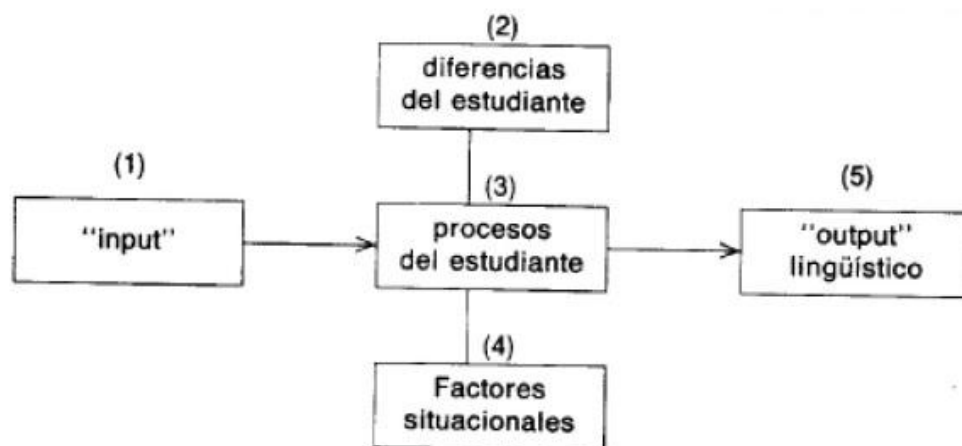 (2)
diferencias
del estudiante
(1)
"input"
(3)
procesos
del estudiante
(5)
"output"
lingüístico
(4)
Factores
situacionales